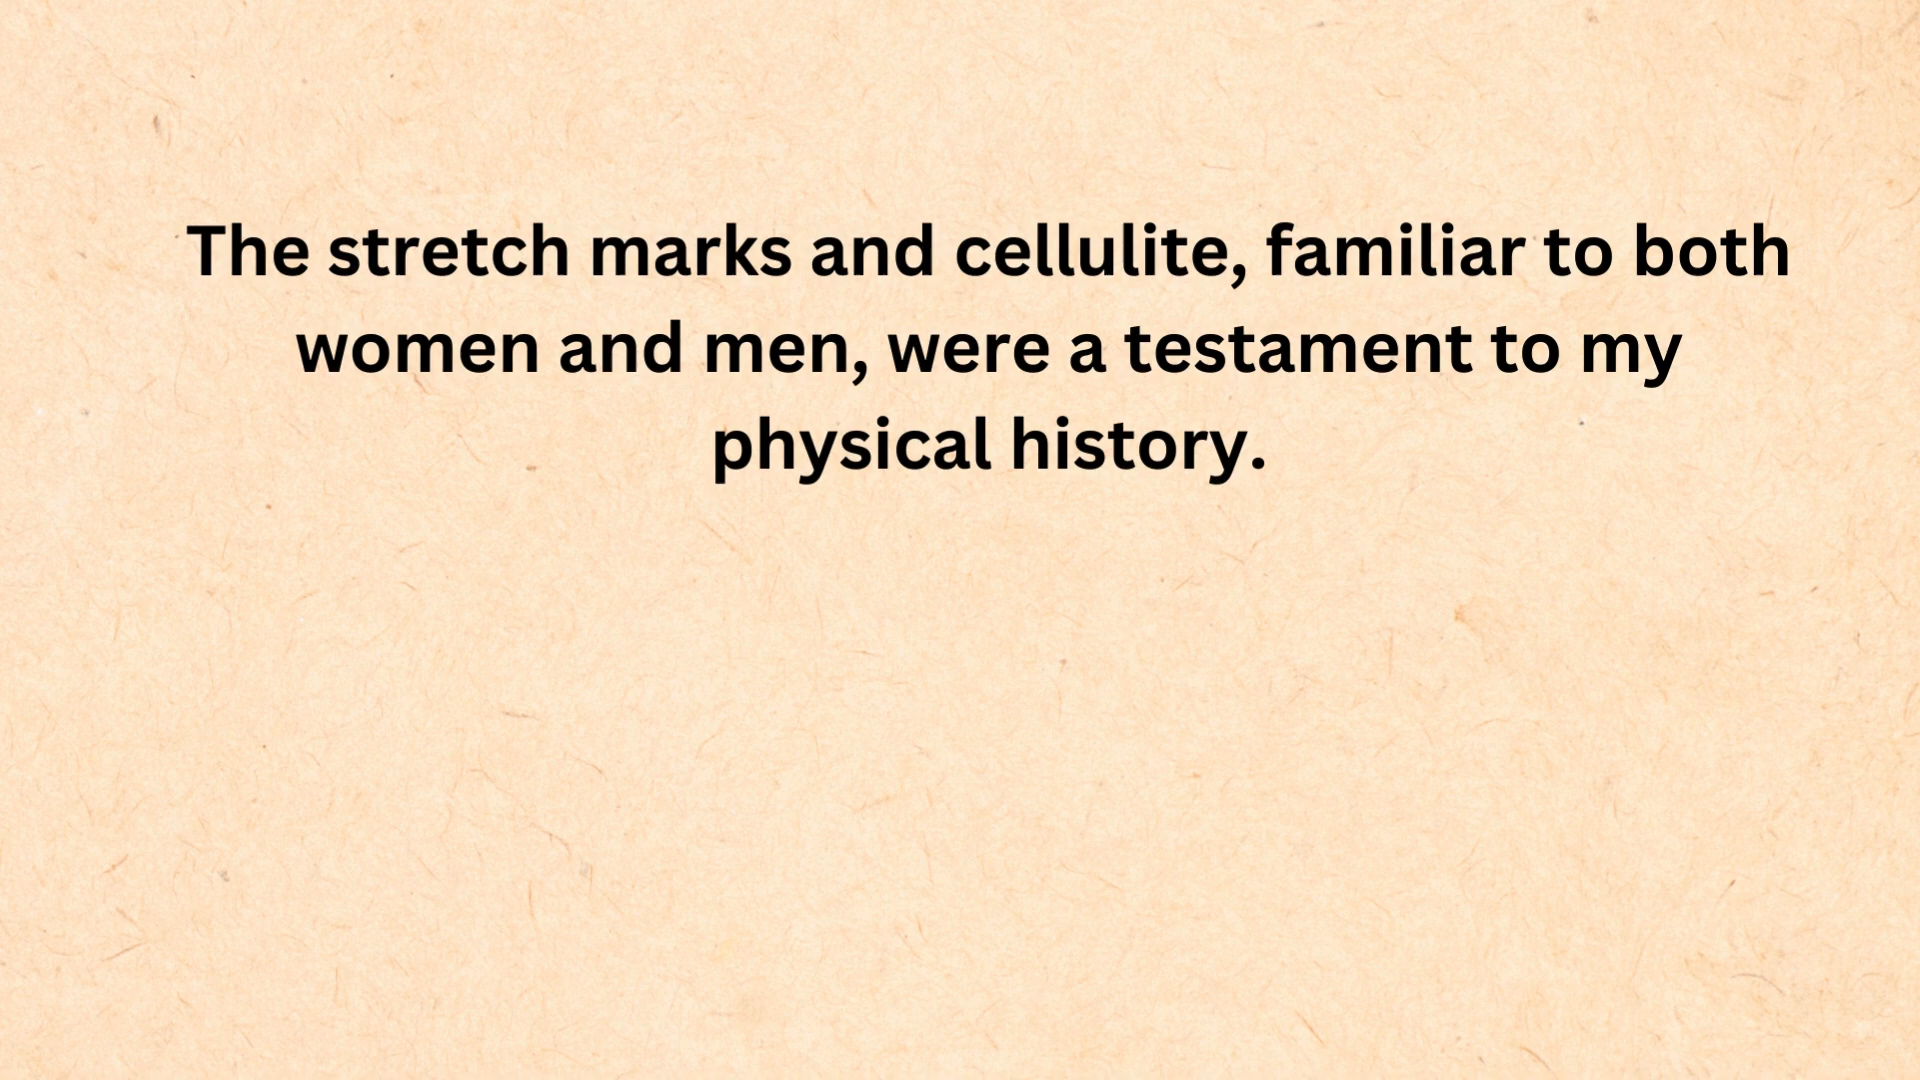 The stretch marks and cellulite, familiar to both
women and men, were a testament to my
physical history.